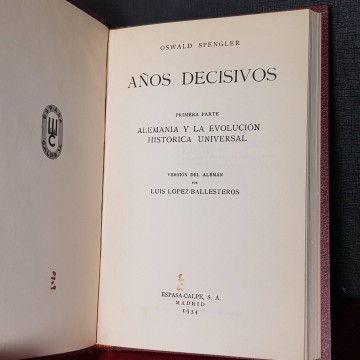 OSWALD SPENGLER
AÑOS DECISIVOS
PRIMERA PARTE
ALEMANIA Y LA EVOLUCIÓN
HISTÓRICA UNIVERSAL
VERSIÓN DEL ALEMÁN
POR
LUIS LÓPEZ-BALLESTEROS
ESPASA-CALPE, S. A.
MADRID
1934